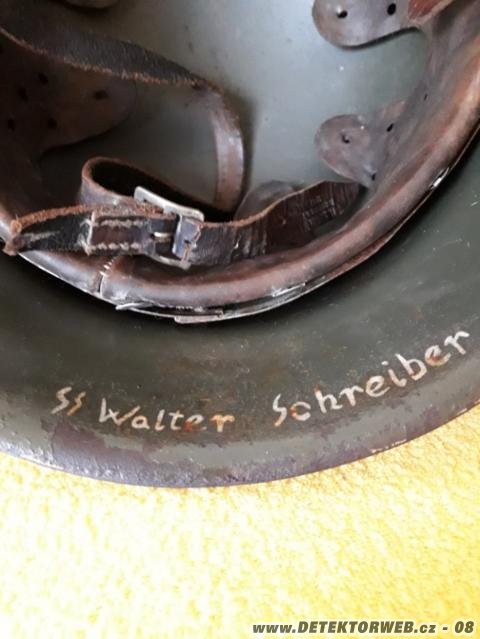 SS Walter Schreiber
www.DETEKTORWEB.cz - 08